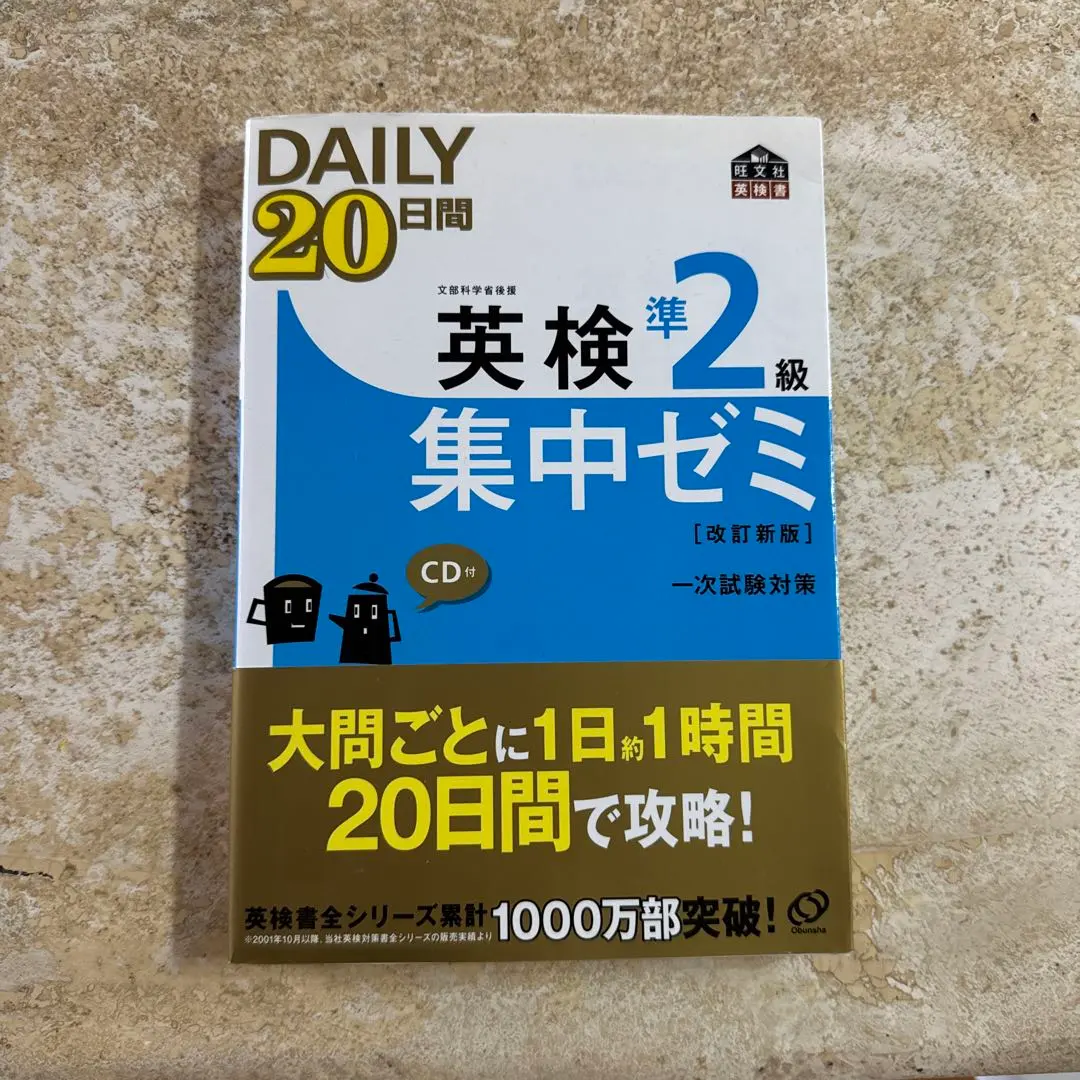 DAILY
20日間
旺文社
英検書
文部科学省後援
英検準2級
集中ゼミ
[改訂新版]
CD付
一次試験対策
大問ごとに1日約1時間
20日間で攻略!
英検書全シリーズ累計1000万部突破!
※2001年10月以降、当社英検対策書全シリーズの販売実績より
Obunsha